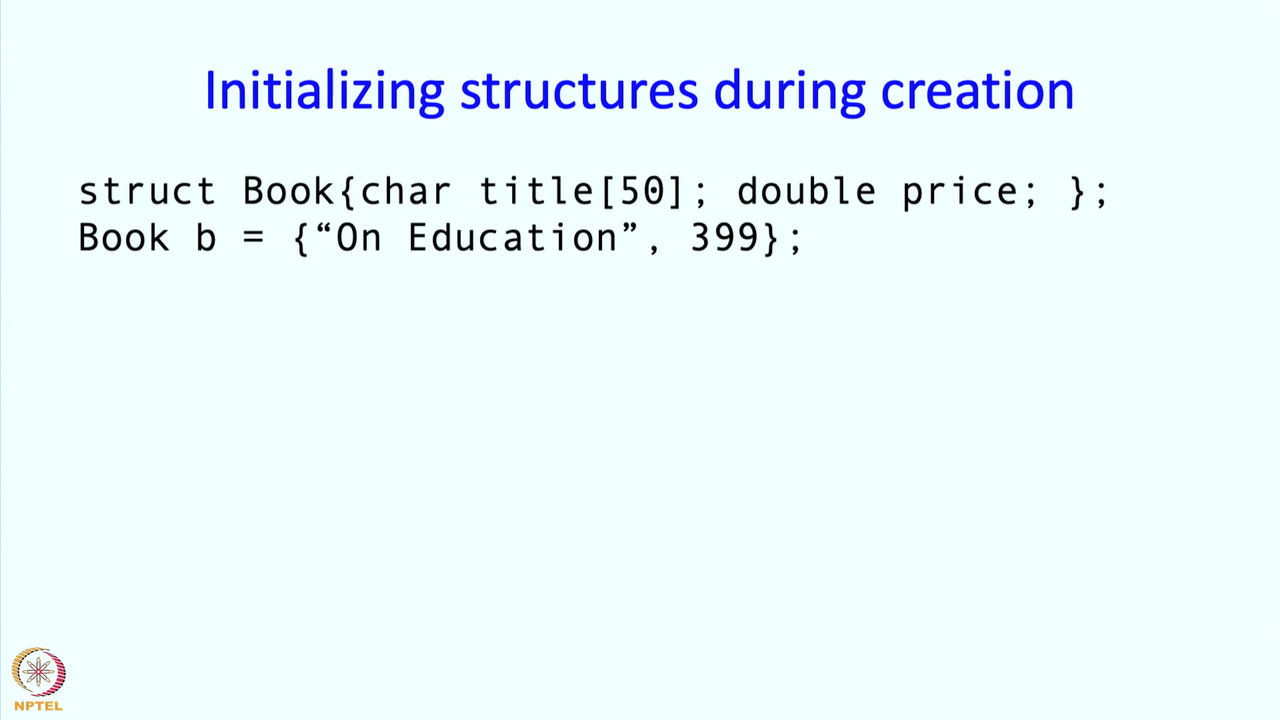 Initializing structures during creation
struct Book{char title[50]; double price; };
Book b = {“On Education”, 399};
NPTEL